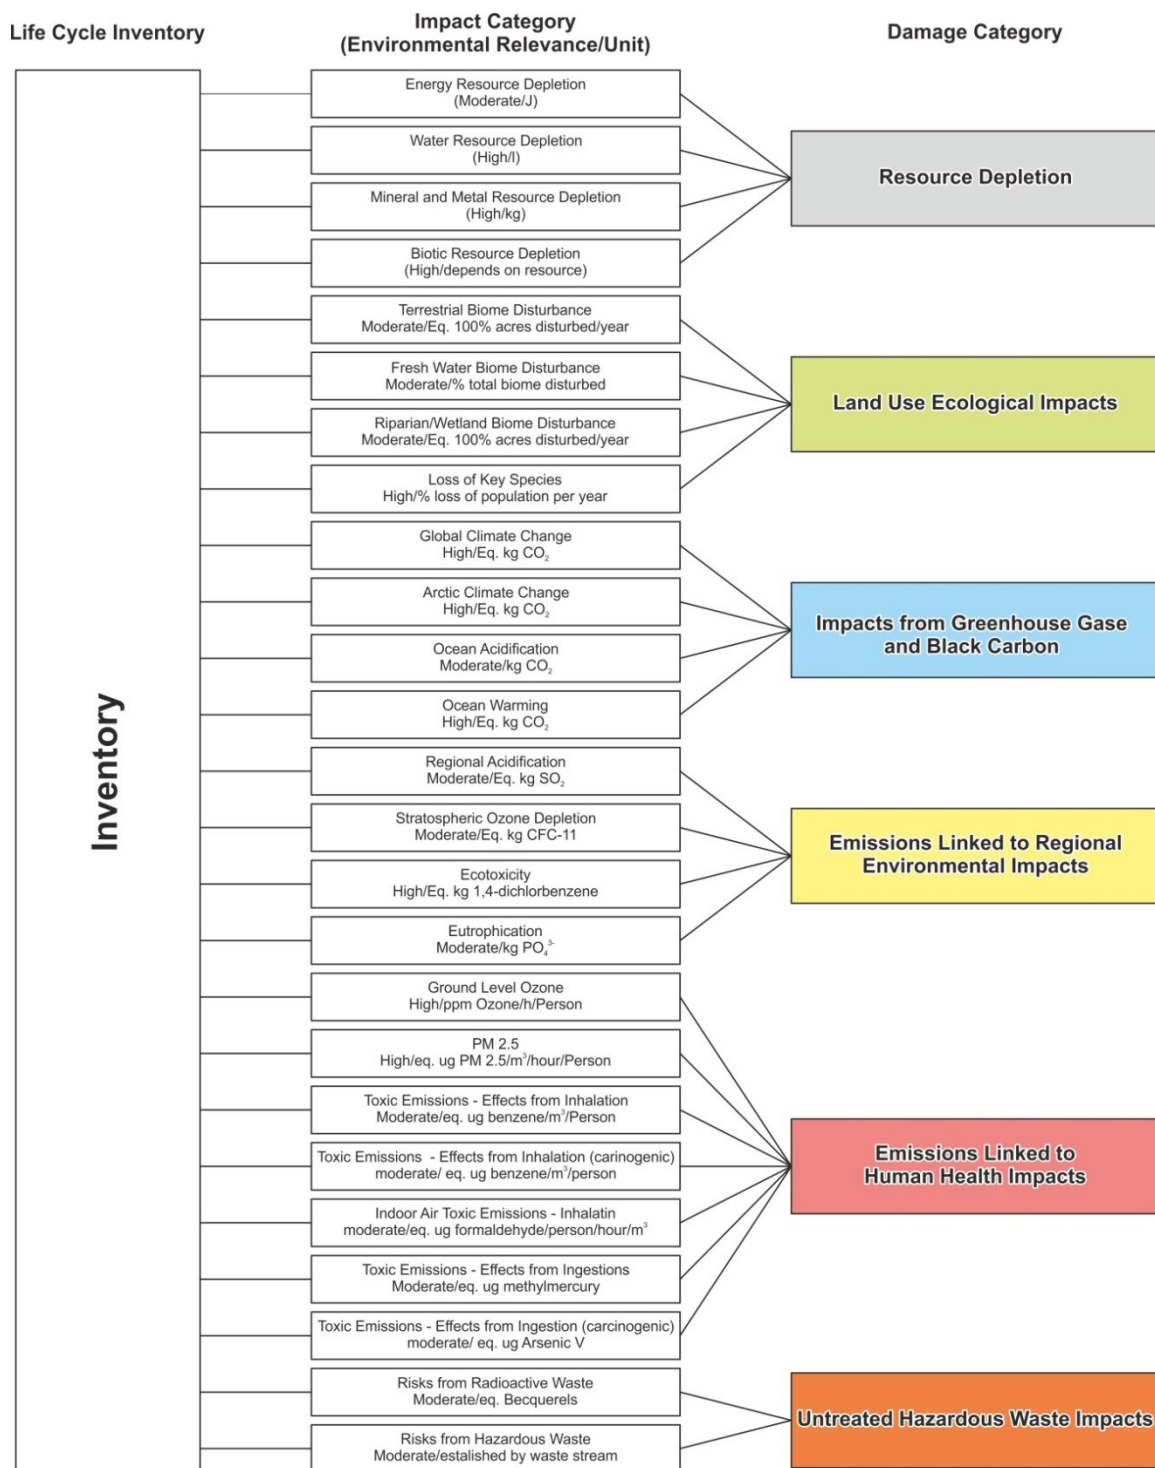 Life Cycle Inventory
Impact Category
(Environmental Relevance/Unit)
Damage Category
Inventory
Energy Resource Depletion
(Moderate/J)
Water Resource Depletion
(High/l)
Mineral and Metal Resource Depletion
(High/kg)
Biotic Resource Depletion
(High/depends on resource)
Resource Depletion
Terrestrial Biome Disturbance
Moderate/Eq. 100% acres disturbed/year
Fresh Water Biome Disturbance
Moderate/% total biome disturbed
Riparian/Wetland Biome Disturbance
Moderate/Eq. 100% acres disturbed/year
Loss of Key Species
High/% loss of population per year
Land Use Ecological Impacts
Global Climate Change
High/Eq. kg CO₂
Arctic Climate Change
High/Eq. kg CO₂
Ocean Acidification
Moderate/kg CO₂
Ocean Warming
High/Eq. kg CO₂
Impacts from Greenhouse Gase
and Black Carbon
Regional Acidification
Moderate/Eq. kg SO₂
Stratospheric Ozone Depletion
Moderate/Eq. kg CFC-11
Ecotoxicity
High/Eq. kg 1,4-dichlorbenzene
Eutrophication
Moderate/kg PO₄³⁻
Emissions Linked to Regional
Environmental Impacts
Ground Level Ozone
High/ppm Ozone/h/Person
PM 2.5
High/eq. ug PM 2.5/m³/hour/Person
Toxic Emissions - Effects from Inhalation
Moderate/eq. ug benzene/m³/Person
Toxic Emissions - Effects from Inhalation (carinogenic)
moderate/ eq. ug benzene/m³/person
Indoor Air Toxic Emissions - Inhalatin
moderate/eq. ug formaldehyde/person/hour/m³
Toxic Emissions - Effects from Ingestions
Moderate/eq. ug methylmercury
Toxic Emissions - Effects from Ingestion (carcinogenic)
moderate/ eq. ug Arsenic V
Emissions Linked to
Human Health Impacts
Risks from Radioactive Waste
Moderate/eq. Becquerels
Risks from Hazardous Waste
Moderate/estalished by waste stream
Untreated Hazardous Waste Impacts